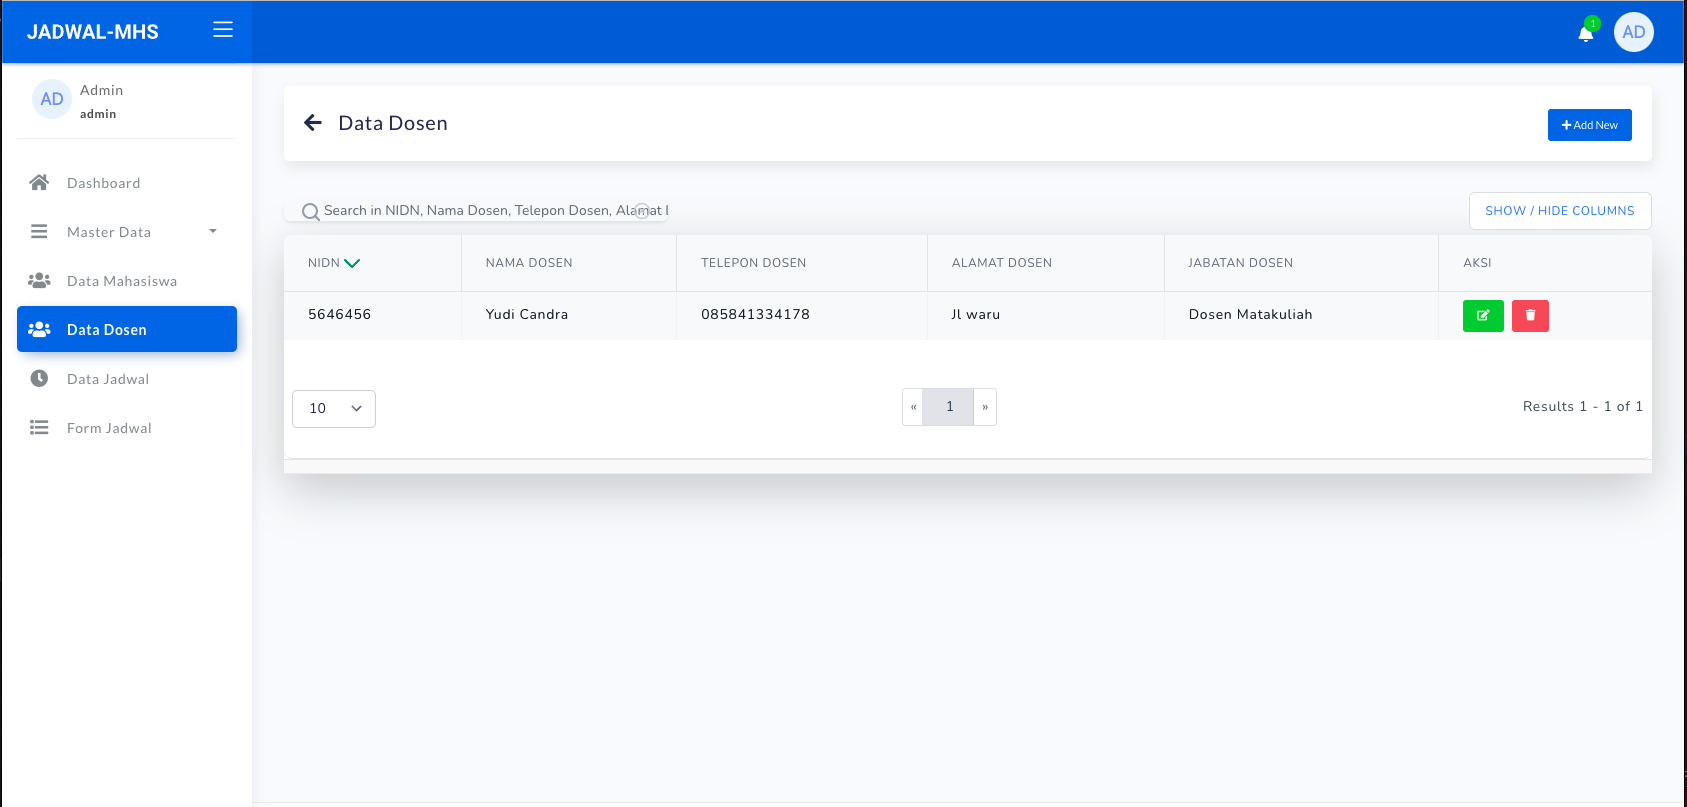 JADWAL-MHS
1
AD
AD
Admin
admin
Dashboard
Master Data
Data Mahasiswa
Data Dosen
Data Jadwal
Form Jadwal
Data Dosen
Add New
Search in NIDN, Nama Dosen, Telepon Dosen, Alamat
SHOW / HIDE COLUMNS
NIDN NAMA DOSEN TELEPON DOSEN ALAMAT DOSEN JABATAN DOSEN AKSI
5646456 Yudi Candra 085841334178 Jl waru Dosen Matakuliah
10 « 1 » Results 1 - 1 of 1